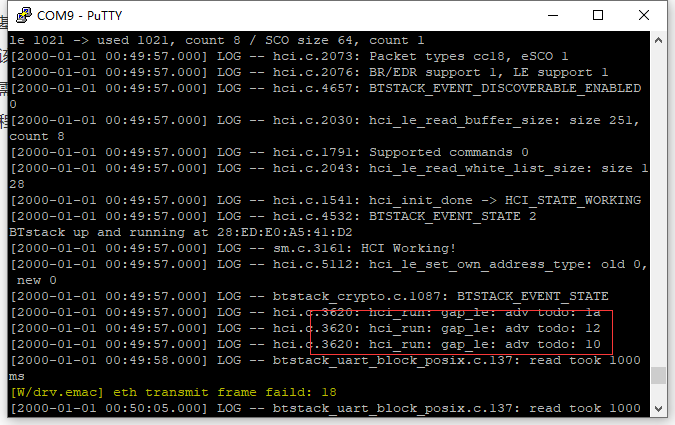 COM9 - PuTTY
le 1021 -> used 1021, count 8 / SCO size 64, count 1
[2000-01-01 00:49:57.000] LOG -- hci.c.2073: Packet types cc18, eSCO 1
[2000-01-01 00:49:57.000] LOG -- hci.c.2076: BR/EDR support 1, LE support 1
[2000-01-01 00:49:57.000] LOG -- hci.c.4657: BTSTACK_EVENT_DISCOVERABLE_ENABLED
0
[2000-01-01 00:49:57.000] LOG -- hci.c.2030: hci_le_read_buffer_size: size 251,
count 8
[2000-01-01 00:49:57.000] LOG -- hci.c.1791: Supported commands 0
[2000-01-01 00:49:57.000] LOG -- hci.c.2043: hci_le_read_white_list_size: size 1
28
[2000-01-01 00:49:57.000] LOG -- hci.c.1541: hci_init_done -> HCI_STATE_WORKING
[2000-01-01 00:49:57.000] LOG -- hci.c.4532: BTSTACK_EVENT_STATE 2
BTstack up and running at 28:ED:E0:A5:41:D2
[2000-01-01 00:49:57.000] LOG -- sm.c.3161: HCI Working!
[2000-01-01 00:49:57.000] LOG -- hci.c.5112: hci_le_set_own_address_type: old 0,
new 0
[2000-01-01 00:49:57.000] LOG -- btstack_crypto.c.1087: BTSTACK_EVENT_STATE
[2000-01-01 00:49:57.000] LOG -- hci.c.3620: hci_run: gap_le: adv todo: 1a
[2000-01-01 00:49:57.000] LOG -- hci.c.3620: hci_run: gap_le: adv todo: 12
[2000-01-01 00:49:57.000] LOG -- hci.c.3620: hci_run: gap_le: adv todo: 10
[2000-01-01 00:49:58.000] LOG -- btstack_uart_block_posix.c.137: read took 1000
ms
[W/drv.emac] eth transmit frame faild: 18
[2000-01-01 00:50:05.000] LOG -- btstack_uart_block_posix.c.137: read took 1000